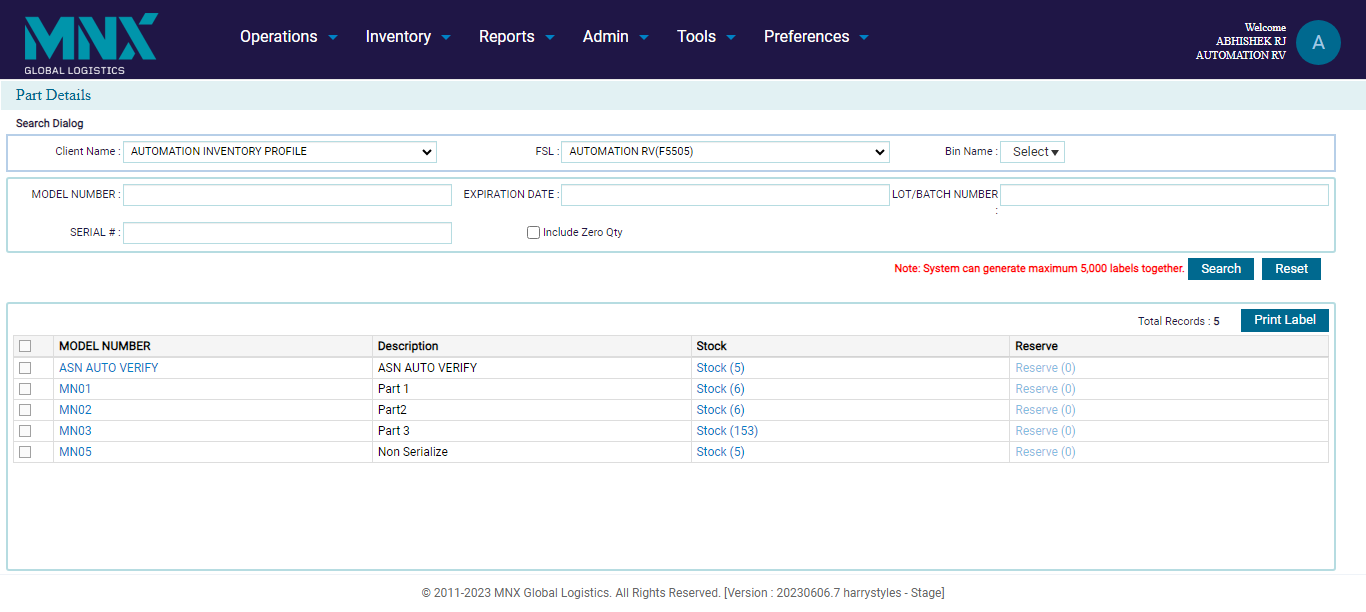 MNX
GLOBAL LOGISTICS
Operations Inventory Reports Admin Tools Preferences
Welcome
ABHISHEK RJ
AUTOMATION RV
A
Part Details
Search Dialog
Client Name : AUTOMATION INVENTORY PROFILE FSL : AUTOMATION RV(F5505) Bin Name : Select
MODEL NUMBER : EXPIRATION DATE : LOT/BATCH NUMBER
:
SERIAL # : Include Zero Qty
Note: System can generate maximum 5,000 labels together. Search Reset
Total Records : 5 Print Label
MODEL NUMBER Description Stock Reserve
ASN AUTO VERIFY ASN AUTO VERIFY Stock (5) Reserve (0)
MN01 Part 1 Stock (6) Reserve (0)
MN02 Part2 Stock (6) Reserve (0)
MN03 Part 3 Stock (153) Reserve (0)
MN05 Non Serialize Stock (5) Reserve (0)
© 2011-2023 MNX Global Logistics. All Rights Reserved. [Version : 20230606.7 harrystyles - Stage]